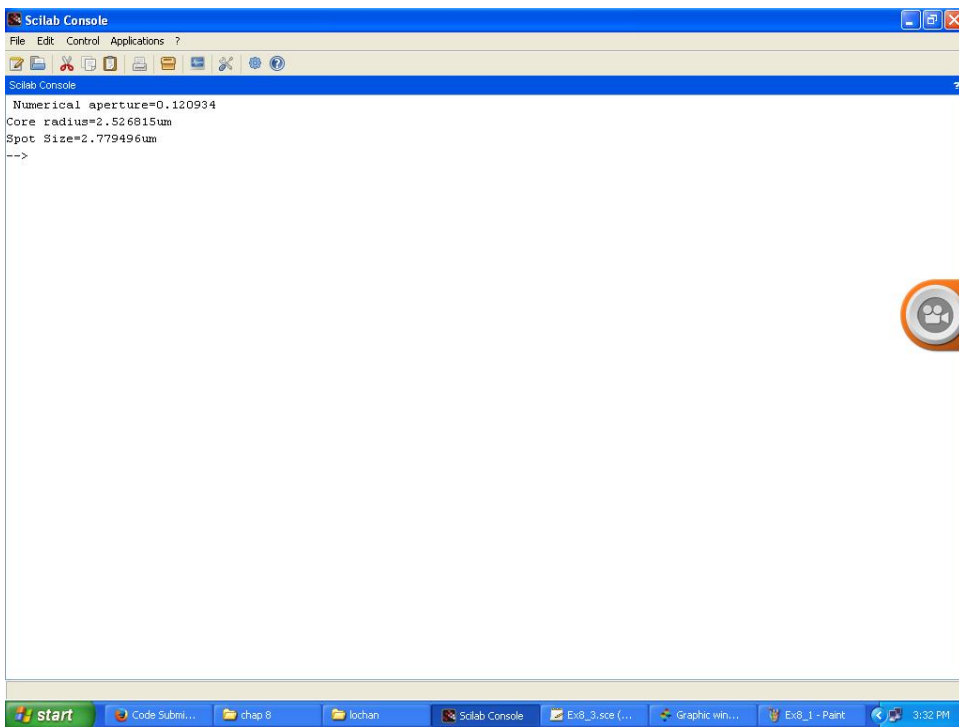 Scilab Console
File Edit Control Applications ?
Scilab Console ?
Numerical aperture=0.120934
Core radius=2.526815um
Spot Size=2.779496um
-->
start Code Submi... chap 8 lochan Scilab Console Ex8_3.sce (... Graphic win... Ex8_1 - Paint 3:32 PM